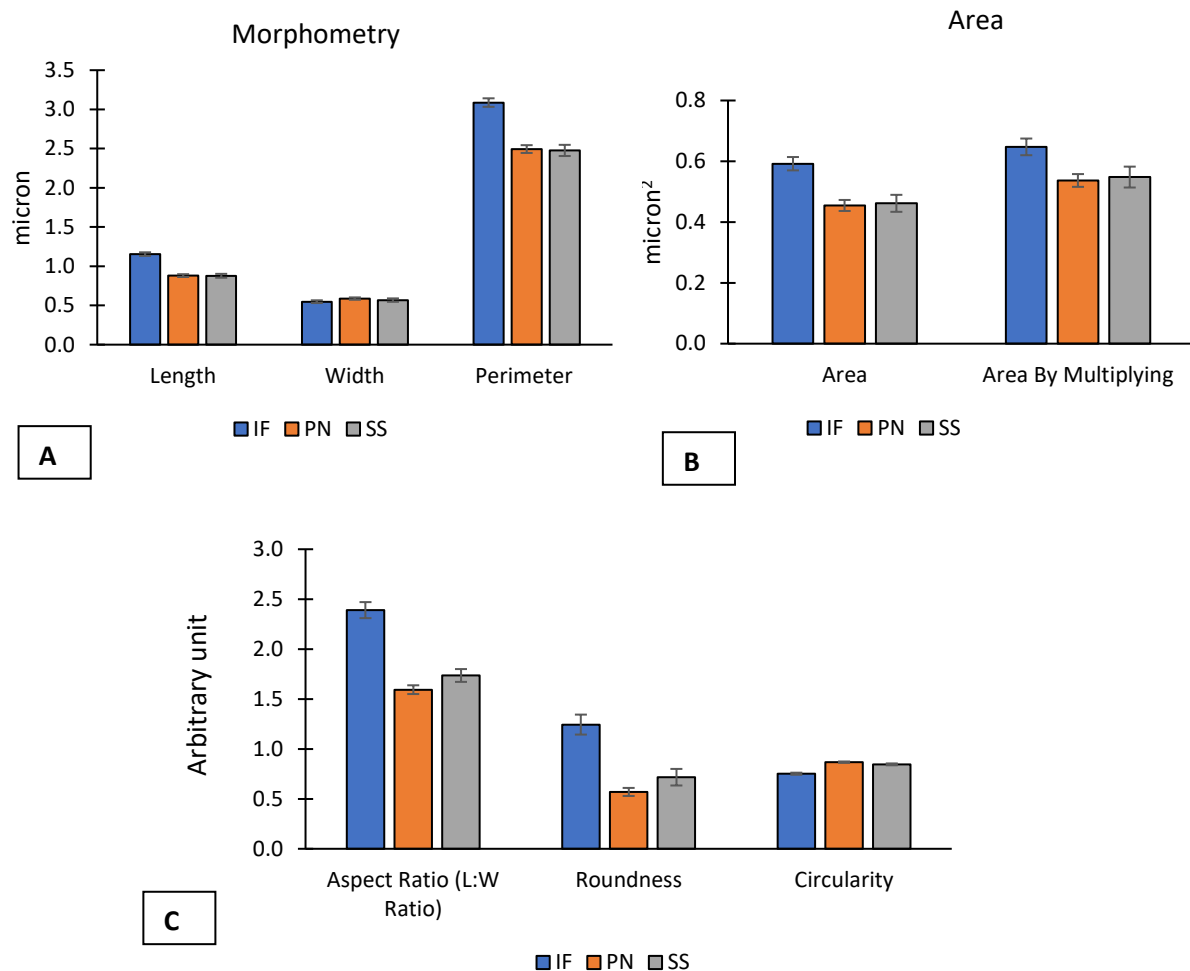 Morphometry
3.5
3.0
2.5
2.0
1.5
1.0
0.5
0.0
micron
Length Width Perimeter
IF PN SS
A
Area
0.8
0.6
0.4
0.2
0.0
micron²
Area Area By Multiplying
IF PN SS
B
3.0
2.5
2.0
1.5
1.0
0.5
0.0
Arbitrary unit
Aspect Ratio (L:W
Ratio)
Roundness
Circularity
C
IF PN SS